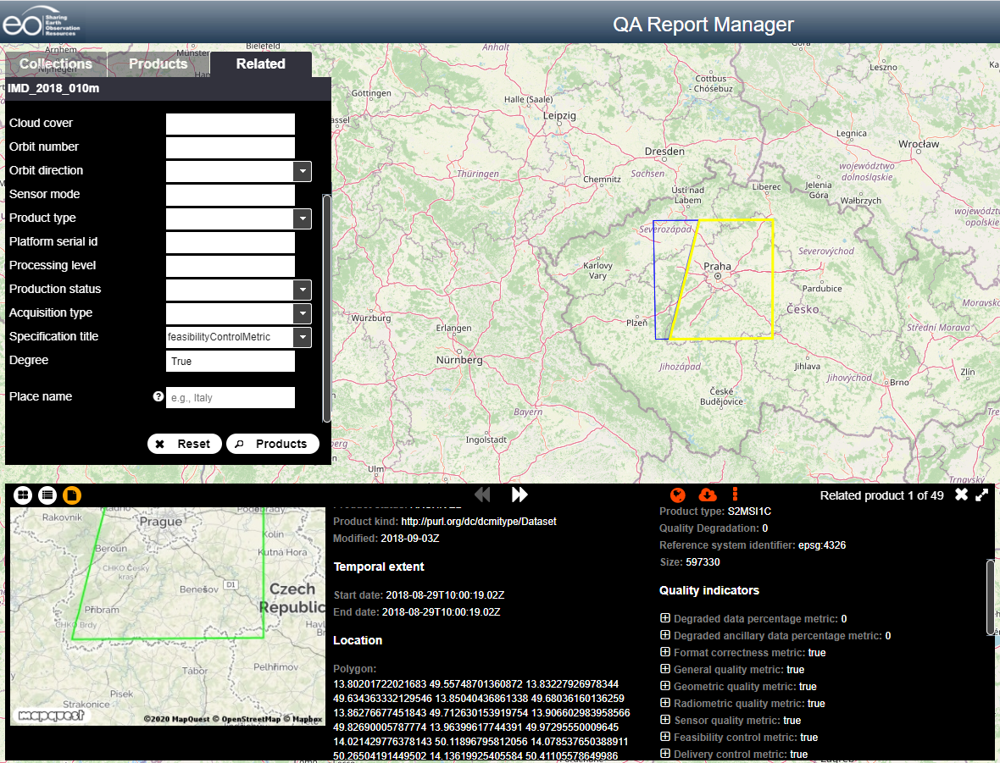 eo Sharing
Earth
Observation
Resources
QA Report Manager
Collections
Products
Related
IMD_2018_010m
Cloud cover
Orbit number
Orbit direction
Sensor mode
Product type
Platform serial id
Processing level
Production status
Acquisition type
Specification title feasibilityControlMetric
Degree True
Place name ? e.g., Italy
Reset
Products
Arnhem
Nijmegen
Münster
Bielefeld
Anhalt
Göttingen
Halle (Saale)
Leipzig
Cottbus
- Chóśebuz
Leszno
Legnica
Wrocław
Dresden
Chemnitz
Sachsen
Thüringen
województwo
dolnośląskie
Jelenia
Góra
Wałbrzych
Liberec
Ústí nad
Labem
województw
opolskie
Severozápad
Severovýchod
Karlovy
Vary
Praha
Pardubice
Česko
Plzeň
Moravsko
Střední Morava
Würzburg
Erlangen
Nürnberg
Jihozápad
Jihlava
Jihovýchod
Brno
Zlín
České
Budějovice
Bayern
Ingolstadt
Ulm
Trnavský
Related product 1 of 49
Rakovnik
Prague
Beroun
CHKO Český
kras
Kolin
Kutná Hora
Benešov
D1
Czech
Republic
Příbram
CHKO Brdy
Tábor
Pelhřimov
Pisek
Strakonice
mapquest
©2020 MapQuest © OpenStreetMap © Mapbox
Product kind: http://purl.org/dc/dcmitype/Dataset
Modified: 2018-09-03Z
Temporal extent
Start date: 2018-08-29T10:00:19.02Z
End date: 2018-08-29T10:00:19.02Z
Location
Polygon:
13.80201722021683 49.55748701360872 13.83227926978344
49.634363332129546 13.85040436861338 49.68036160136259
13.86276677451843 49.712630153919754 13.906602983958566
49.82690005787774 13.96399617744391 49.97295550009645
14.021429776378143 50.11896795812056 14.078537650388911
50.26504191449502 14.13619925405584 50.41105578649986
Product type: S2MSI1C
Quality Degradation: 0
Reference system identifier: epsg:4326
Size: 597330
Quality indicators
Degraded data percentage metric: 0
Degraded ancillary data percentage metric: 0
Format correctness metric: true
General quality metric: true
Geometric quality metric: true
Radiometric quality metric: true
Sensor quality metric: true
Feasibility control metric: true
Delivery control metric: true